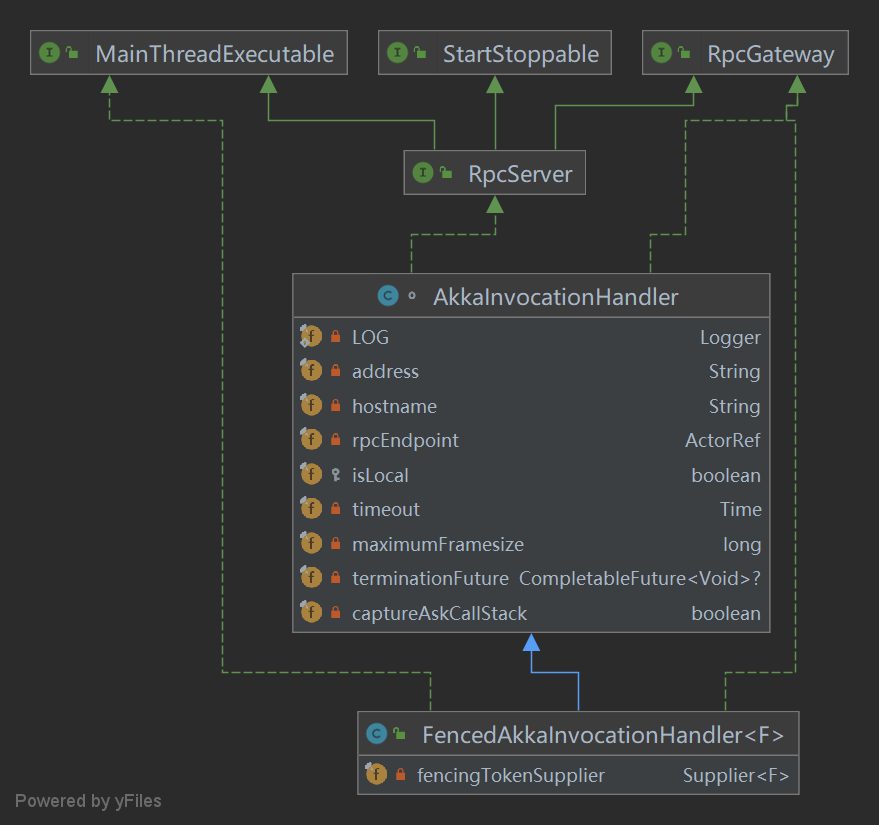 MainThreadExecutable
StartStoppable
RpcGateway
RpcServer
AkkaInvocationHandler
LOG Logger
address String
hostname String
rpcEndpoint ActorRef
isLocal boolean
timeout Time
maximumFramesize long
terminationFuture CompletableFuture<Void>?
captureAskCallStack boolean
FencedAkkaInvocationHandler<F>
fencingTokenSupplier Supplier<F>
Powered by yFiles